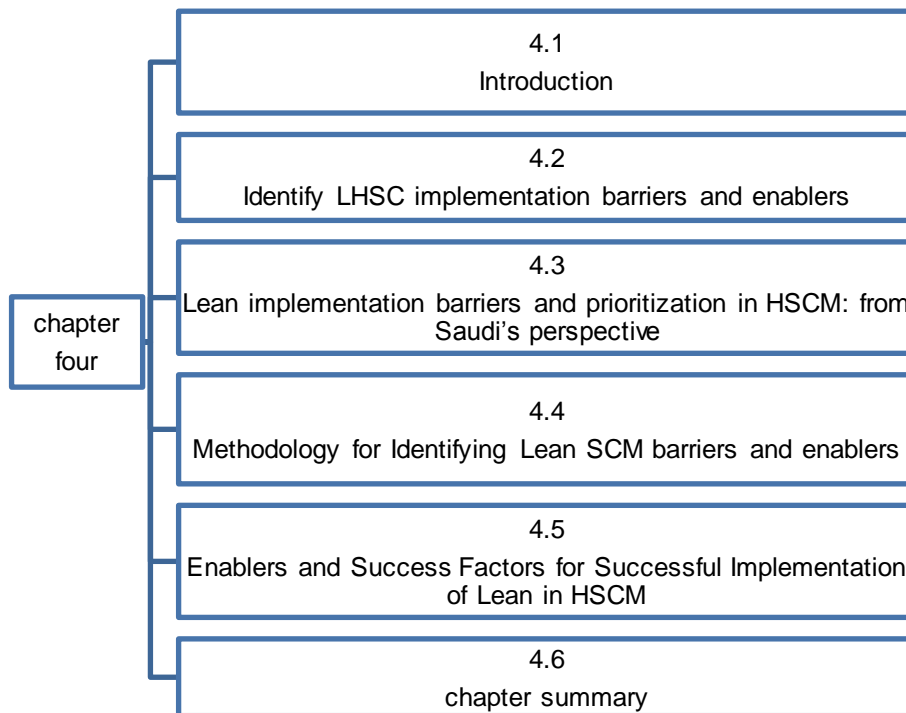 chapter
four
4.1
Introduction
4.2
Identify LHSC implementation barriers and enablers
4.3
Lean implementation barriers and prioritization in HSCM: from
Saudi’s perspective
4.4
Methodology for Identifying Lean SCM barriers and enablers
4.5
Enablers and Success Factors for Successful Implementation
of Lean in HSCM
4.6
chapter summary